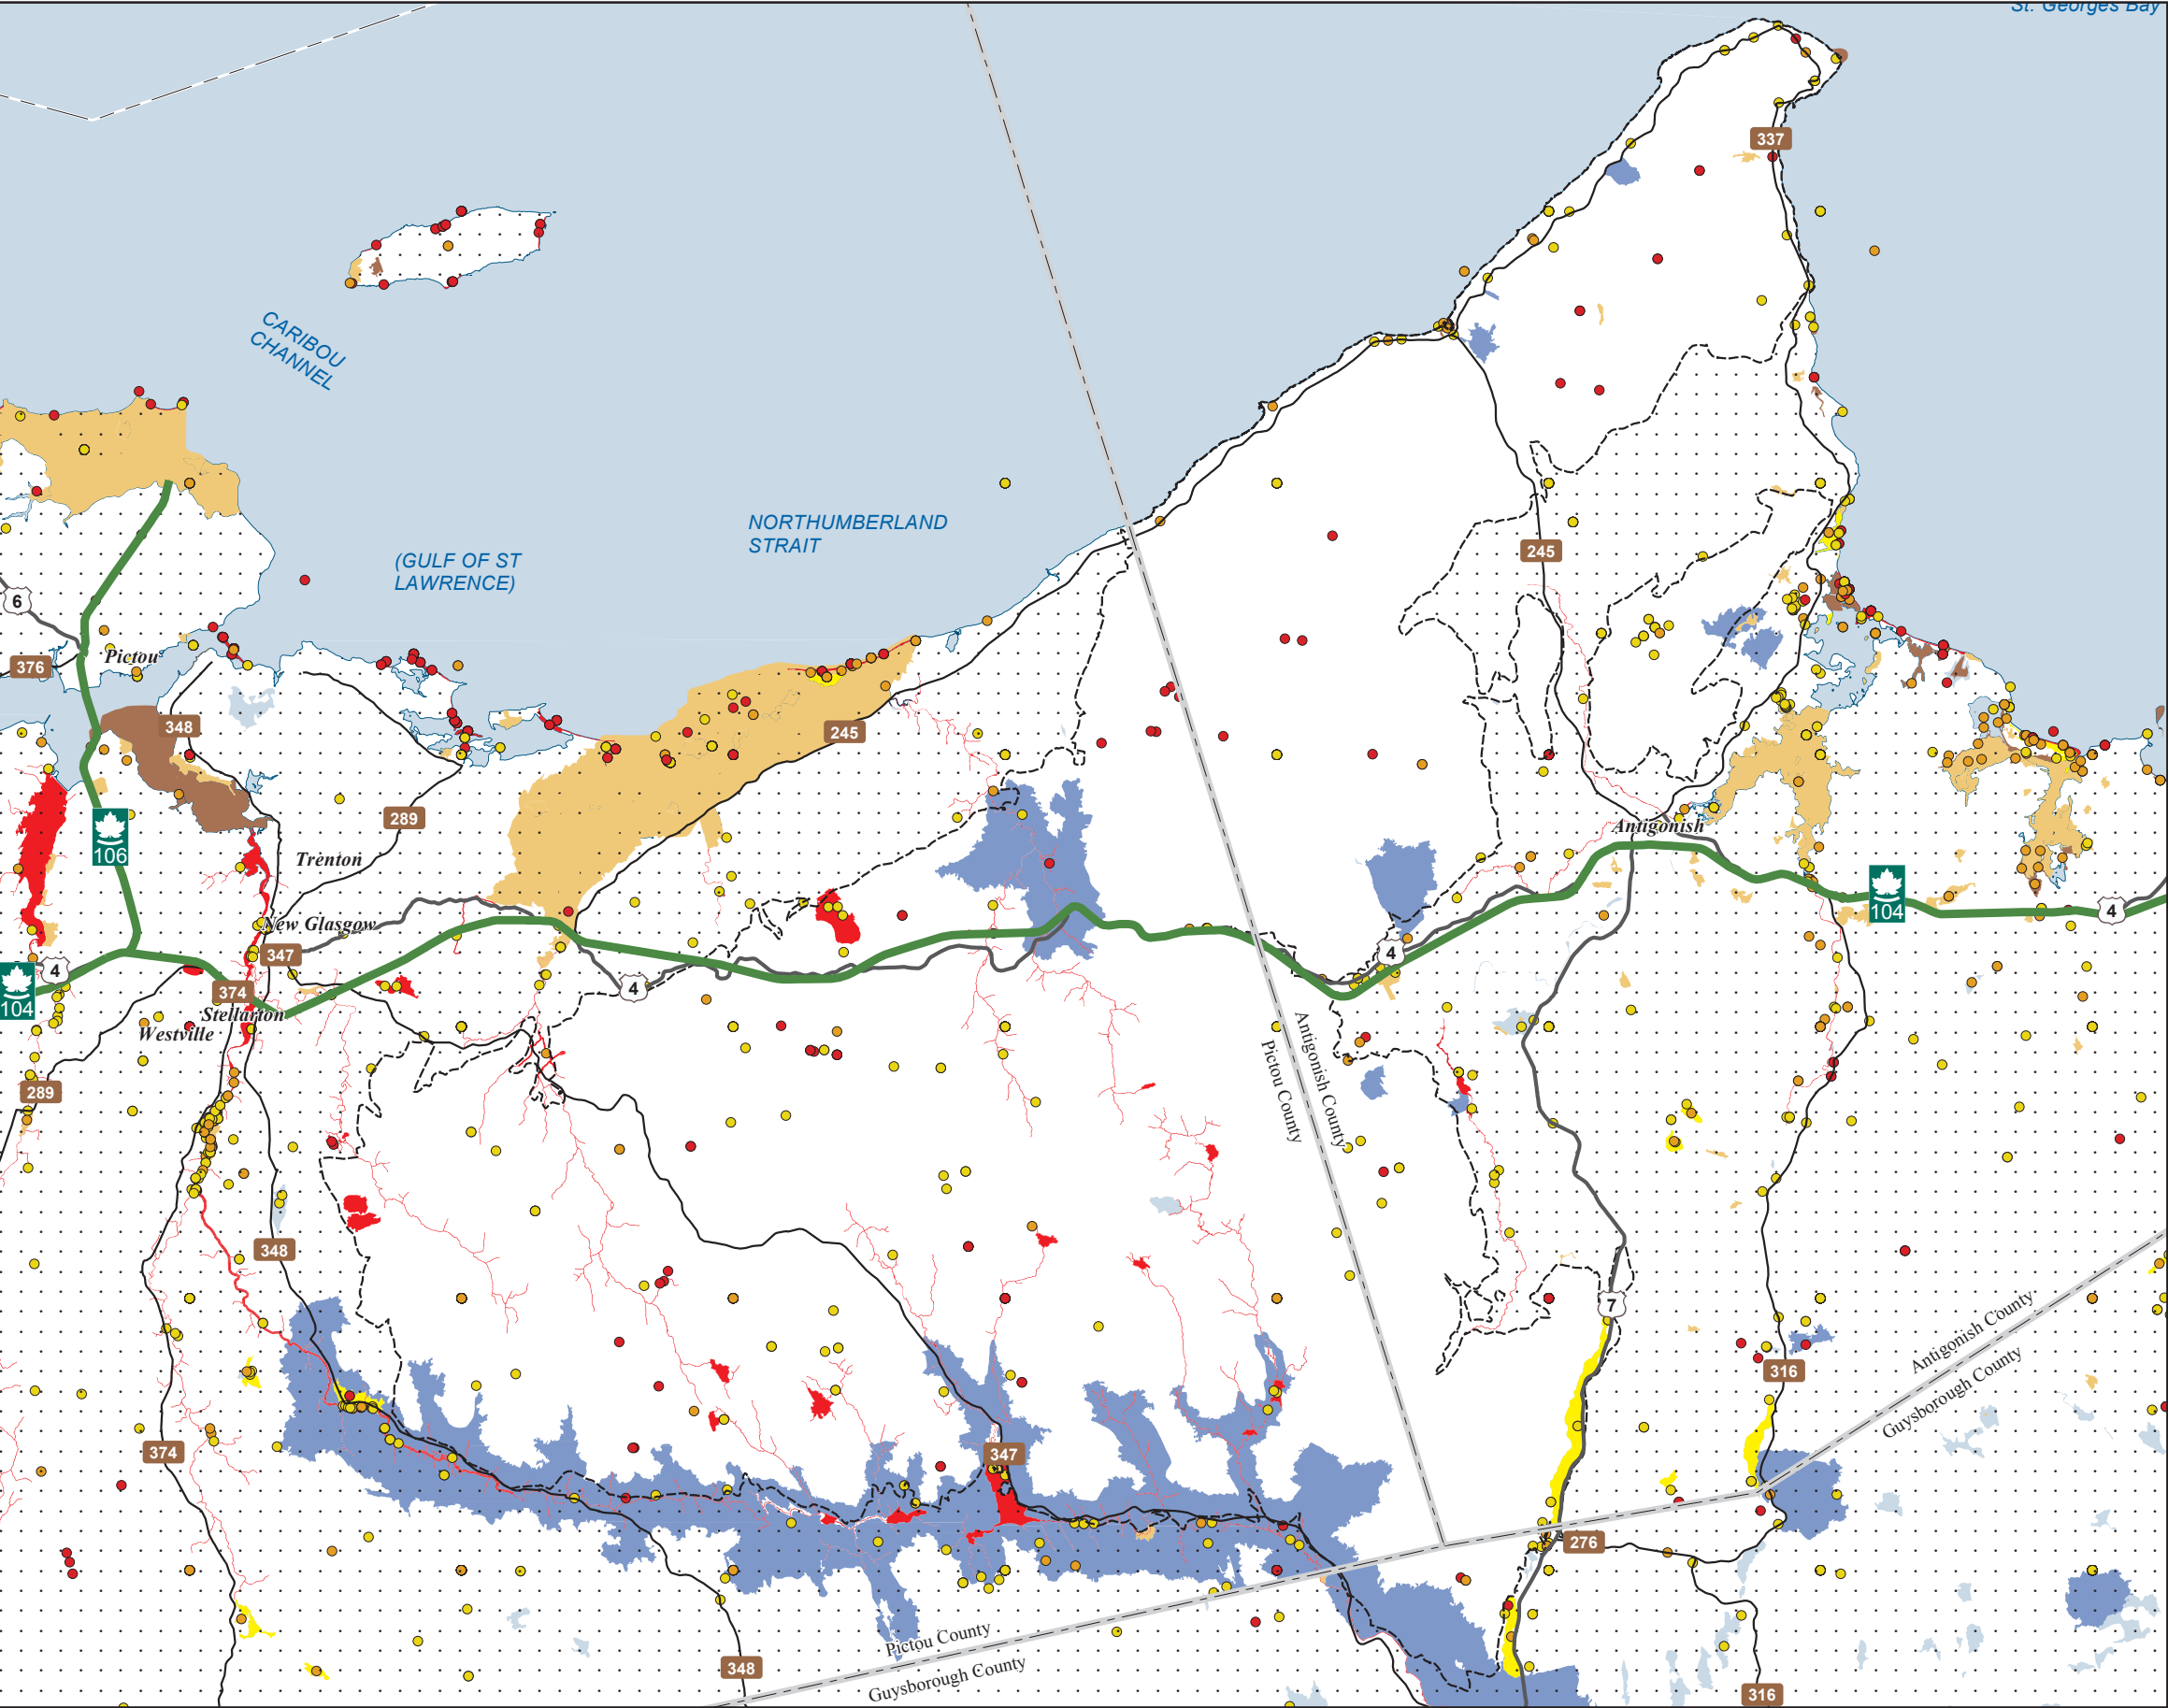 St. Georges Bay
337
CARIBOU
CHANNEL
NORTHUMBERLAND
STRAIT
(GULF OF ST
LAWRENCE)
245
6
376
Pictou
348
245
289
106
Trenton
Antigonish
104
4
New Glasgow
347
4
4
104
374
4
Stellarton
Westville
289
Antigonish County
Pictou County
348
7
Antigonish County
Guysborough County
316
374
347
276
Pictou County
Guysborough County
348
316